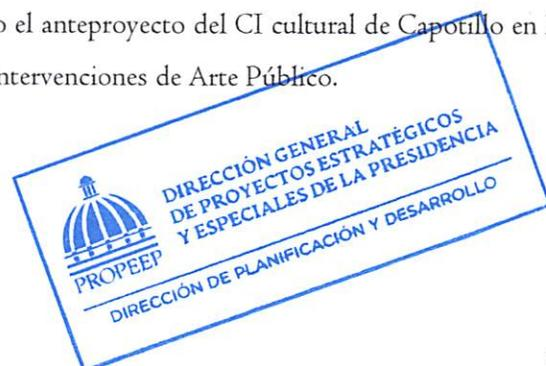 o el anteproyecto del CI cultural de Capotillo en
ntervenciones de Arte Público.
DIRECCIÓN GENERAL
DE PROYECTOS ESTRATÉGICOS
Y ESPECIALES DE LA PRESIDENCIA
PROPEEP
DIRECCIÓN DE PLANIFICACIÓN Y DESARROLLO